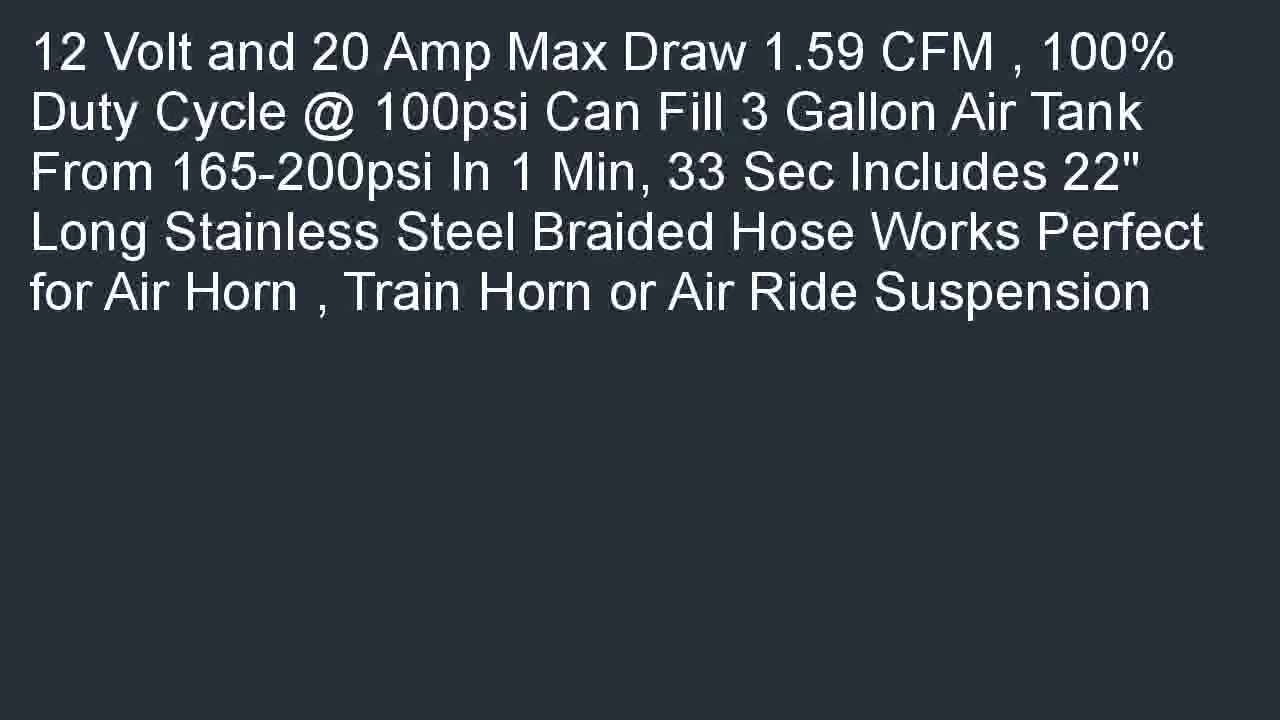 12 Volt and 20 Amp Max Draw 1.59 CFM , 100%
Duty Cycle @ 100psi Can Fill 3 Gallon Air Tank
From 165-200psi In 1 Min, 33 Sec Includes 22"
Long Stainless Steel Braided Hose Works Perfect
for Air Horn , Train Horn or Air Ride Suspension